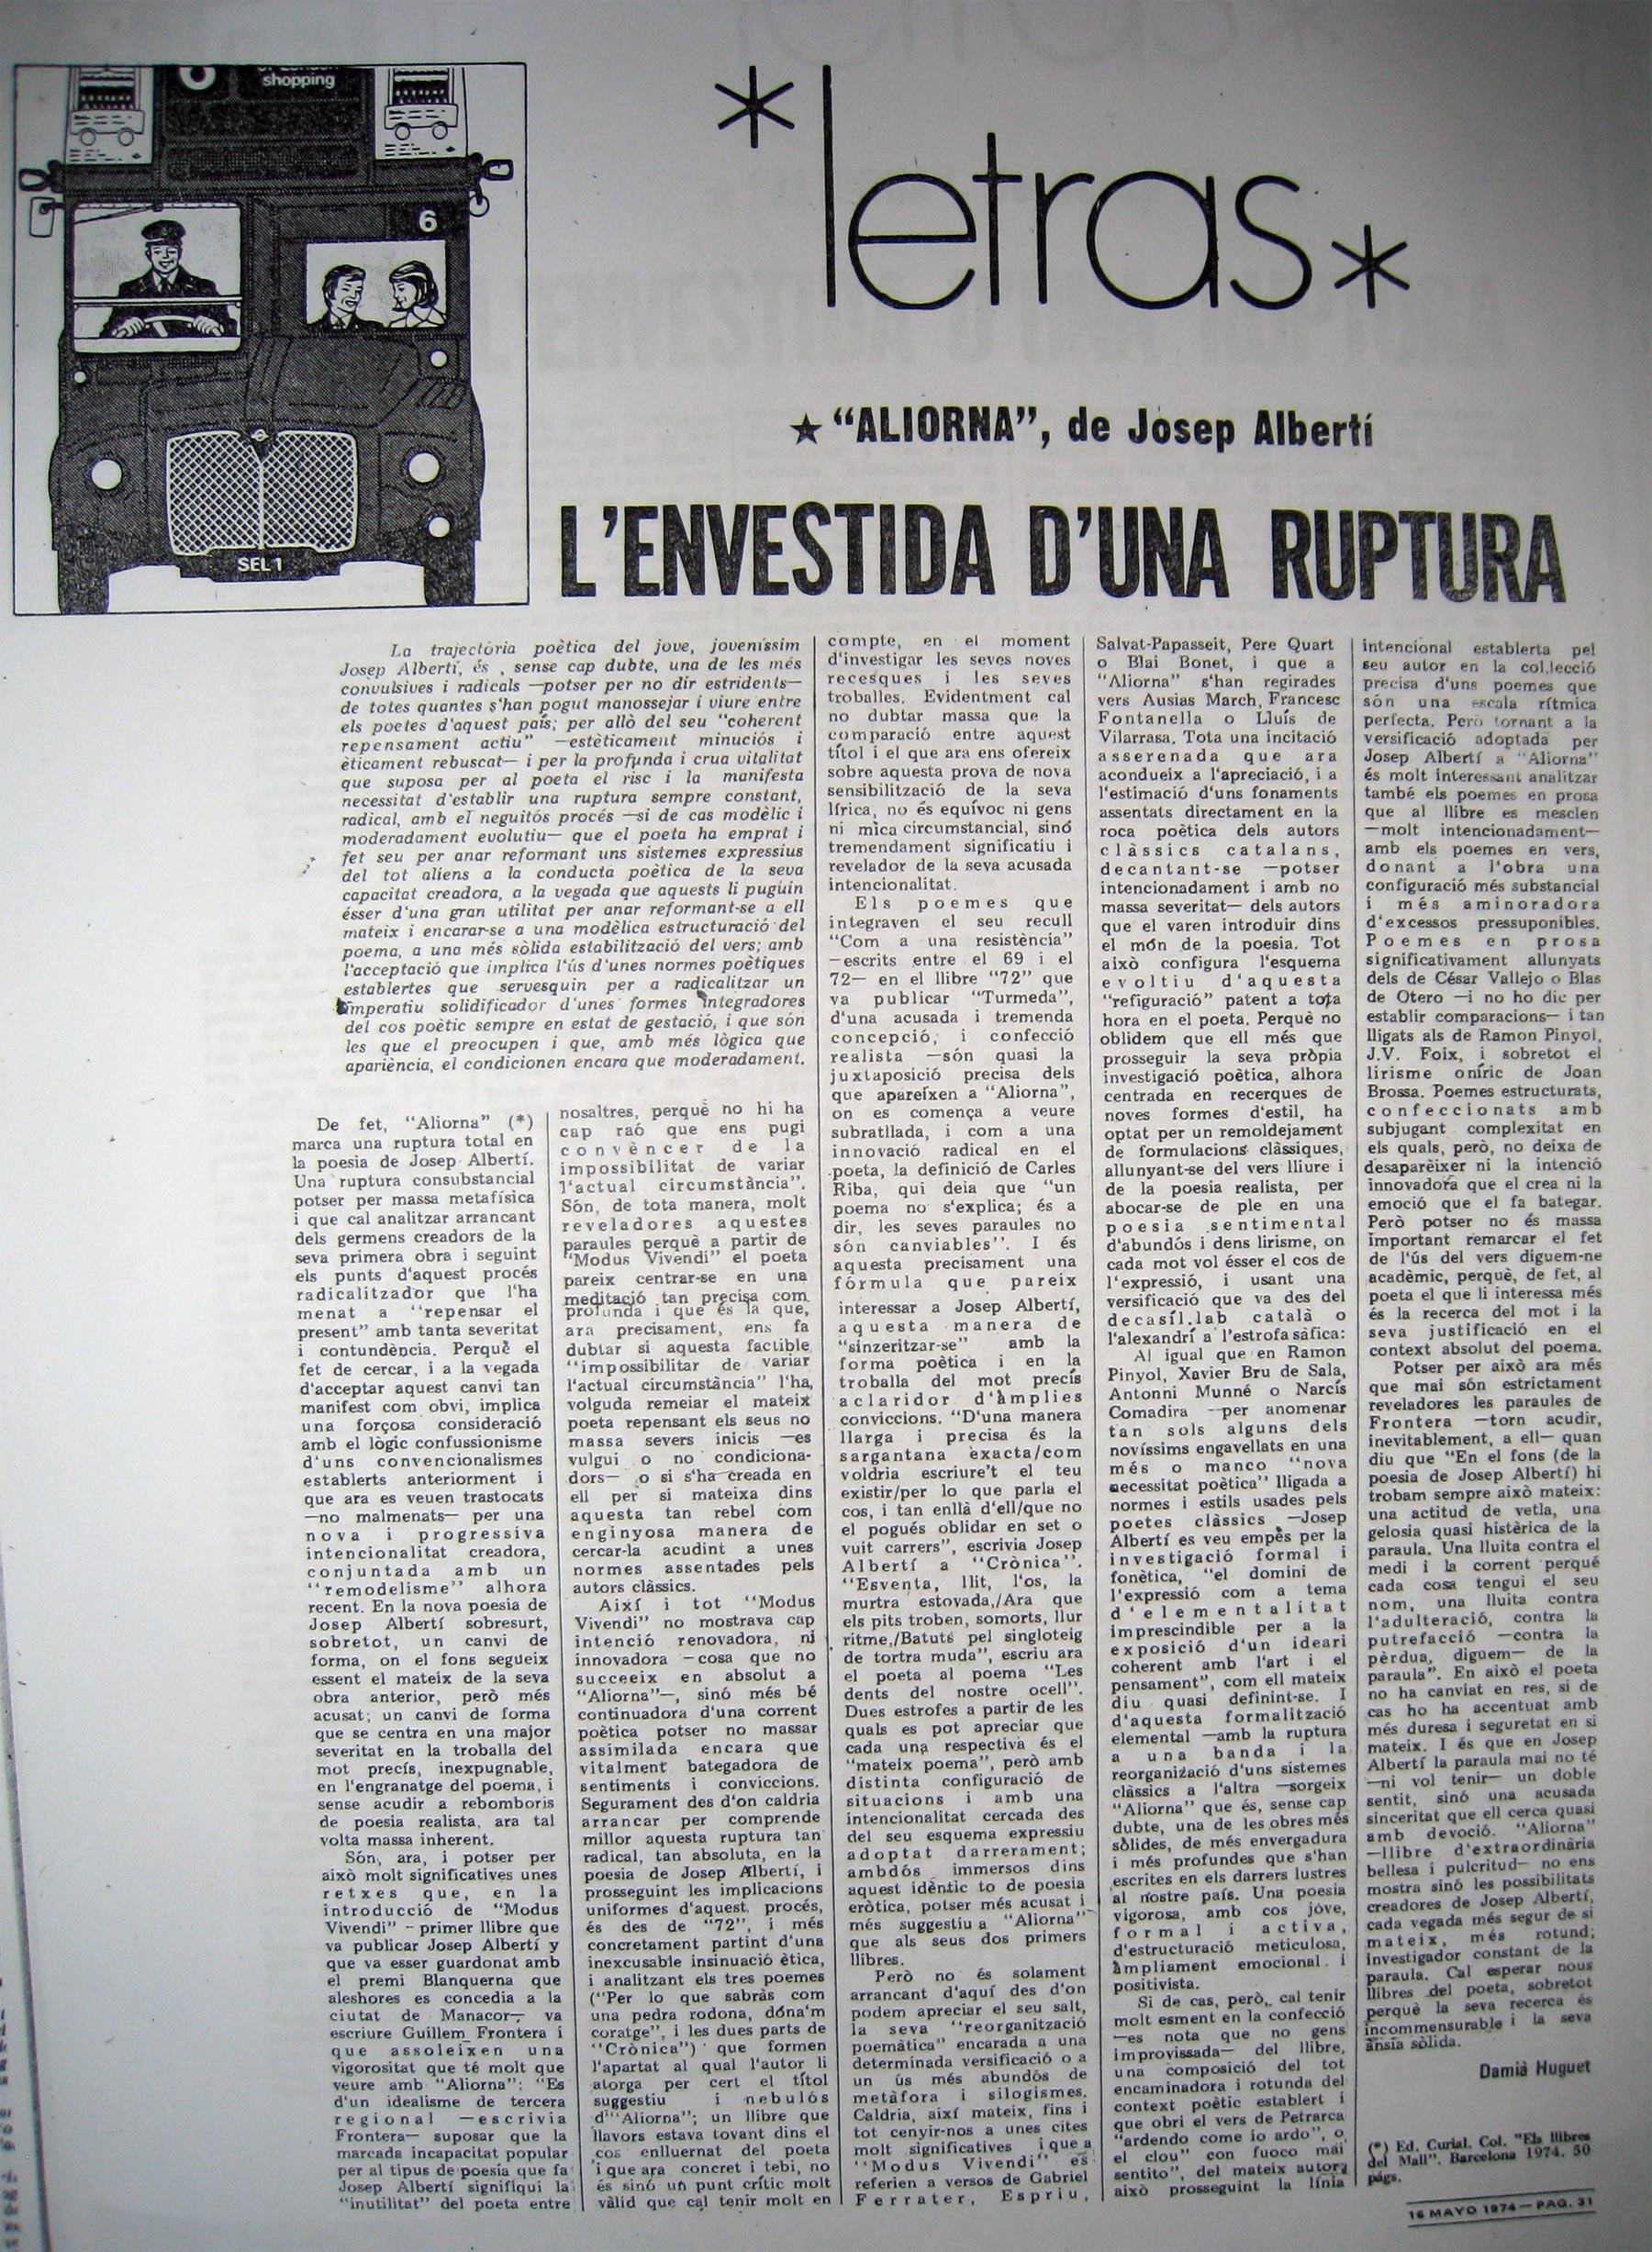 shopping
6
SEL 1
*letras*
★ “ALIORNA”, de Josep Albertí
L'ENVESTIDA D'UNA RUPTURA
La trajectòria poètica del jove, joveníssim
Josep Albertí, és , sense cap dubte, una de les més
convulsives i radicals —potser per no dir estridents—
de totes quantes s'han pogut manossejar i viure entre
els poetes d'aquest país; per allò del seu “coherent
repensament actiu” —estèticament minuciós i
èticament rebuscat— i per la profunda i crua vitalitat
que suposa per al poeta el risc i la manifesta
necessitat d'establir una ruptura sempre constant,
radical, amb el neguitós procés —si de cas modèlic i
moderadament evolutiu— que el poeta ha emprat i
fet seu per anar reformant uns sistemes expressius
del tot aliens a la conducta poètica de la seva
capacitat creadora, a la vegada que aquests li puguin
ésser d'una gran utilitat per anar reformant-se a ell
mateix i encarar-se a una modèlica estructuració del
poema, a una més sòlida estabilització del vers; amb
l'acceptació que implica l'ús d'unes normes poètiques
establertes que servesquin per a radicalitzar un
imperatiu solidificador d'unes formes integradores
del cos poètic sempre en estat de gestació, i que són
les que el preocupen i que, amb més lògica que
apariència, el condicionen encara que moderadament.
De fet, “Aliorna” (*)
marca una ruptura total en
la poesia de Josep Albertí.
Una ruptura consubstancial
potser per massa metafísica
i que cal analitzar arrancant
dels germens creadors de la
seva primera obra i seguint
els punts d'aquest procés
radicalitzador que l'ha
menat a “repensar el
present” amb tanta severitat
i contundència. Perquè el
fet de cercar, i a la vegada
d'acceptar aquest canvi tan
manifest com obvi, implica
una forçosa consideració
amb el lògic confussionisme
d'uns convencionalismes
establerts anteriorment i
que ara es veuen trastocats
—no malmenats— per una
nova i progressiva
intencionalitat creadora,
conjuntada amb un
“remodelisme” alhora
recent. En la nova poesia de
Josep Albertí sobresurt,
sobretot, un canvi de
forma, on el fons segueix
essent el mateix de la seva
obra anterior, però més
acusat; un canvi de forma
que se centra en una major
severitat en la troballa del
mot precís, inexpugnable,
en l'engranatge del poema, i
sense acudir a rebomboris
de poesia realista, ara tal
volta massa inherent.
Són, ara, i potser per
això molt significatives unes
retxes que, en la
introducció de “Modus
Vivendi” - primer llibre que
va publicar Josep Albertí y
que va esser guardonat amb
el premi Blanquerna que
aleshores es concedia a la
ciutat de Manacor—, va
escriure Guillem Frontera i
que assoleixen una
vigorositat que té molt que
veure amb “Aliorna”: “Es
d'un idealisme de tercera
regional —escrivia
Frontera— suposar que la
marcada incapacitat popular
per al tipus de poesia que fa
Josep Albertí signifiqui la
“inutilitat” del poeta entre
nosaltres, perquè no hi ha
cap raó que ens pugi
convèncer de la
impossibilitat de variar
l'actual circumstància”.
Són, de tota manera, molt
reveladores aquestes
paraules perquè a partir de
“Modus Vivendi” el poeta
pareix centrar-se en una
meditació tan precisa com
profunda i que és la que,
ara precisament, ens fa
dubtar si aquesta factible
“impossibilitar de variar
l'actual circumstància” l'ha,
volguda remeiar el mateix
poeta repensant els seus no
massa severs inicis —es
vulgui o no condiciona-
dors— o si s'ha creada en
ell per si mateixa dins
aquesta tan rebel com
enginyosa manera de
cercar-la acudint a unes
normes assentades pels
autors clàssics.
Així i tot “Modus
Vivendi” no mostrava cap
intenció renovadora, ni
innovadora —cosa que no
succeeix en absolut a
“Aliorna”—, sinó més bé
continuadora d'una corrent
poètica potser no massar
assimilada encara que
vitalment bategadora de
sentiments i conviccions.
Segurament des d'on caldria
arrancar per comprende
millor aquesta ruptura tan
radical, tan absoluta, en la
poesia de Josep Albertí, i
prosseguint les implicacions
uniformes d'aquest procés,
és des de “72”, i més
concretament partint d'una
inexcusable insinuació ètica,
i analitzant els tres poemes
(“Per lo que sabràs com
una pedra rodona, dóna'm
coratge”, i les dues parts de
“Crònica”) que formen
l'apartat al qual l'autor li
atorga per cert el títol
suggestiu i nebulós
d'“Aliorna”; un llibre que
llavors estava tovant dins el
cos enlluernat del poeta
i que ara concret i tebi, no
és sinó un punt crític molt
vàlid que cal tenir molt en
compte, en el moment
d'investigar les seves noves
recesques i les seves
troballes. Evidentment cal
no dubtar massa que la
comparació entre aquest
títol i el que ara ens ofereix
sobre aquesta prova de nova
sensibilització de la seva
lírica, no és equívoc ni gens
ni mìca circumstancial, sinó
tremendament significatiu i
revelador de la seva acusada
intencionalitat.
Els poemes que
integraven el seu recull
“Com a una resistència”
—escrits entre el 69 i el
72— en el llibre “72” que
va publicar “Turmeda”,
d'una acusada i tremenda
concepció, i confecció
realista —són quasi la
juxtaposició precisa dels
que apareixen a “Aliorna”,
on es comença a veure
subratllada, i com a una
innovació radical en el
poeta, la definició de Carles
Riba, qui deia que “un
poema no s'explica; és a
dir, les seves paraules no
són canviables”. I és
aquesta precisament una
fórmula que pareix
interessar a Josep Albertí,
aquesta manera de
“sinzeritzar-se” amb la
forma poètica i en la
troballa del mot precís
aclaridor d'àmplies
conviccions. “D'una manera
llarga i precisa és la
sargantana exacta/com
voldria escriure't el teu
existir/per lo que parla el
cos, i tan enllà d'ell/que no
el pogués oblidar en set o
vuit carrers”, escrivia Josep
Albertí a “Crònica”.
“Esventa, llit, l'os, la
murtra estovada,/Ara que
els pits troben, somorts, llur
ritme,/Batuts pel singloteig
de tortra muda”, escriu ara
el poeta al poema “Les
dents del nostre ocell”.
Dues estrofes a partir de les
quals es pot apreciar que
cada una respectiva és el
“mateix poema”, però amb
distinta configuració de
situacions i amb una
intencionalitat cercada des
del seu esquema expressiu
adoptat darrerament;
ambdós immersos dins
aquest idèntic to de poesia
eròtica, potser més acusat i
més suggestiu a “Aliorna”
que als seus dos primers
llibres.
Però no és solament
arrancant d'aquí des d'on
podem apreciar el seu salt,
la seva “reorganització
poemàtica” encarada a una
determinada versificació o a
un ús més abundós de
metàfora i silogismes.
Caldria, així mateix, fins i
tot cenyir-nos a unes cites
molt significatives i que a
“Modus Vivendi” es
referien a versos de Gabriel
Ferrater, Espriu,
Salvat-Papasseit, Pere Quart
o Blai Bonet, i que a
“Aliorna” s'han regirades
vers Ausias March, Francesc
Fontanella o Lluís de
Vilarrasa. Tota una incitació
asserenada que ara
acondueix a l'apreciació, i a
l'estimació d'uns fonaments
assentats directament en la
roca poètica dels autors
clàssics catalans,
decantant-se —potser
intencionadament i amb no
massa severitat— dels autors
que el varen introduir dins
el món de la poesia. Tot
això configura l'esquema
evoltiu d'aquesta
“refiguració” patent a tota
hora en el poeta. Perquè no
oblidem que ell més que
prosseguir la seva pròpia
investigació poètica, alhora
centrada en recerques de
noves formes d'estil, ha
optat per un remoldejament
de formulacions clàssiques,
allunyant-se del vers lliure i
de la poesia realista, per
abocar-se de ple en una
poesia sentimental
d'abundós i dens lirisme, on
cada mot vol ésser el cos de
l'expressió, i usant una
versificació que va des del
decasíl.lab català o
l'alexandrí a l'estrofa sàfica:
Al igual que en Ramon
Pinyol, Xavier Bru de Sala,
Antonni Munné o Narcís
Comadira —per anomenar
tan sols alguns dels
novíssims engavellats en una
més o manco “nova
necessitat poètica” lligada a
normes i estils usades pels
poetes clàssics —Josep
Albertí es veu empès per la
investigació formal i
fonètica, “el domini de
l'expressió com a tema
d'elementalitat
imprescindible per a la
exposició d'un ideari
coherent amb l'art i el
pensament”, com ell mateix
diu quasi definint-se. I
d'aquesta formalització
elemental —amb la ruptura
a una banda i la
reorganització d'uns sistemes
clàssics a l'altra —sorgeix
“Aliorna” que és, sense cap
dubte, una de les obres més
sòlides, de més envergadura
i més profundes que s'han
escrites en els darrers lustres
al nostre país. Una poesia
vigorosa, amb cos jòve,
formal i activa,
d'estructuració meticulosa,
àmpliament emocional i
positivista.
Si de cas, però, cal tenir
molt esment en la confecció
—es nota que no gens
improvissada— del llibre,
una composició del tot
encaminadora i rotunda del
context poètic establert i
que obri el vers de Petrarca
“ardendo come io ardo”, o
el clou” con fuoco mai
sentito”, del mateix autor;
això prosseguint la línia
intencional establerta pel
seu autor en la col.lecció
precisa d'uns poemes que
són una escala rítmica
perfecta. Però tornant a la
versificació adoptada per
Josep Albertí a “Aliorna”
és molt interessant analitzar
també els poemes en prosa
que al llibre es mesclen
—molt intencionadament—
amb els poemes en vers,
donant a l'obra una
configuració més substancial
i més aminoradora
d'excessos pressuponibles.
Poemes en prosa
significativament allunyats
dels de César Vallejo o Blas
de Otero —i no ho dic per
establir comparacions— i tan
lligats als de Ramon Pinyol,
J.V. Foix, i sobretot el
lirisme oníric de Joan
Brossa. Poemes estructurats,
confeccionats amb
subjugant complexitat en
els quals, però, no deixa de
desaparèixer ni la intenció
innovadora que el crea ni la
emoció que el fa bategar.
Però potser no és massa
important remarcar el fet
de l'ús del vers diguem-ne
acadèmic, perquè, de fet, al
poeta el que li interessa més
és la recerca del mot i la
seva justificació en el
context absolut del poema.
Potser per això ara més
que mai són estrictament
reveladores les paraules de
Frontera —torn acudir,
inevitablement, a ell— quan
diu que “En el fons (de la
poesia de Josep Albertí) hi
trobam sempre això mateix:
una actitud de vetla, una
gelosia quasi histèrica de la
paraula. Una lluita contra el
medi i la corrent perqué
cada cosa tengui el seu
nom, una lluita contra
l'adulteració, contra la
putrefacció —contra la
pèrdua, diguem— de la
paraula”. En això el poeta
no ha canviat en res, si de
cas ho ha accentuat amb
més duresa i seguretat en si
mateix. I és que en Josep
Albertí la paraula mai no té
—ni vol tenir— un doble
sentit, sinó una acusada
sinceritat que ell cerca quasi
amb devoció. “Aliorna”
—llibre d'extraordinària
bellesa i pulcritud— no ens
mostra sinó les possibilitats
creadores de Josep Albertí,
cada vegada més segur de si
mateix, més rotund;
investigador constant de la
paraula. Cal esperar nous
llibres del poeta, sobretot
perquè la seva recerca és
incommensurable i la seva
ànsia sòlida.
Damià Huguet
(*) Ed. Curial. Col. “Els llibres
del Mall”. Barcelona 1974. 50
págs.
16 MAYO 1974 — PAG. 31